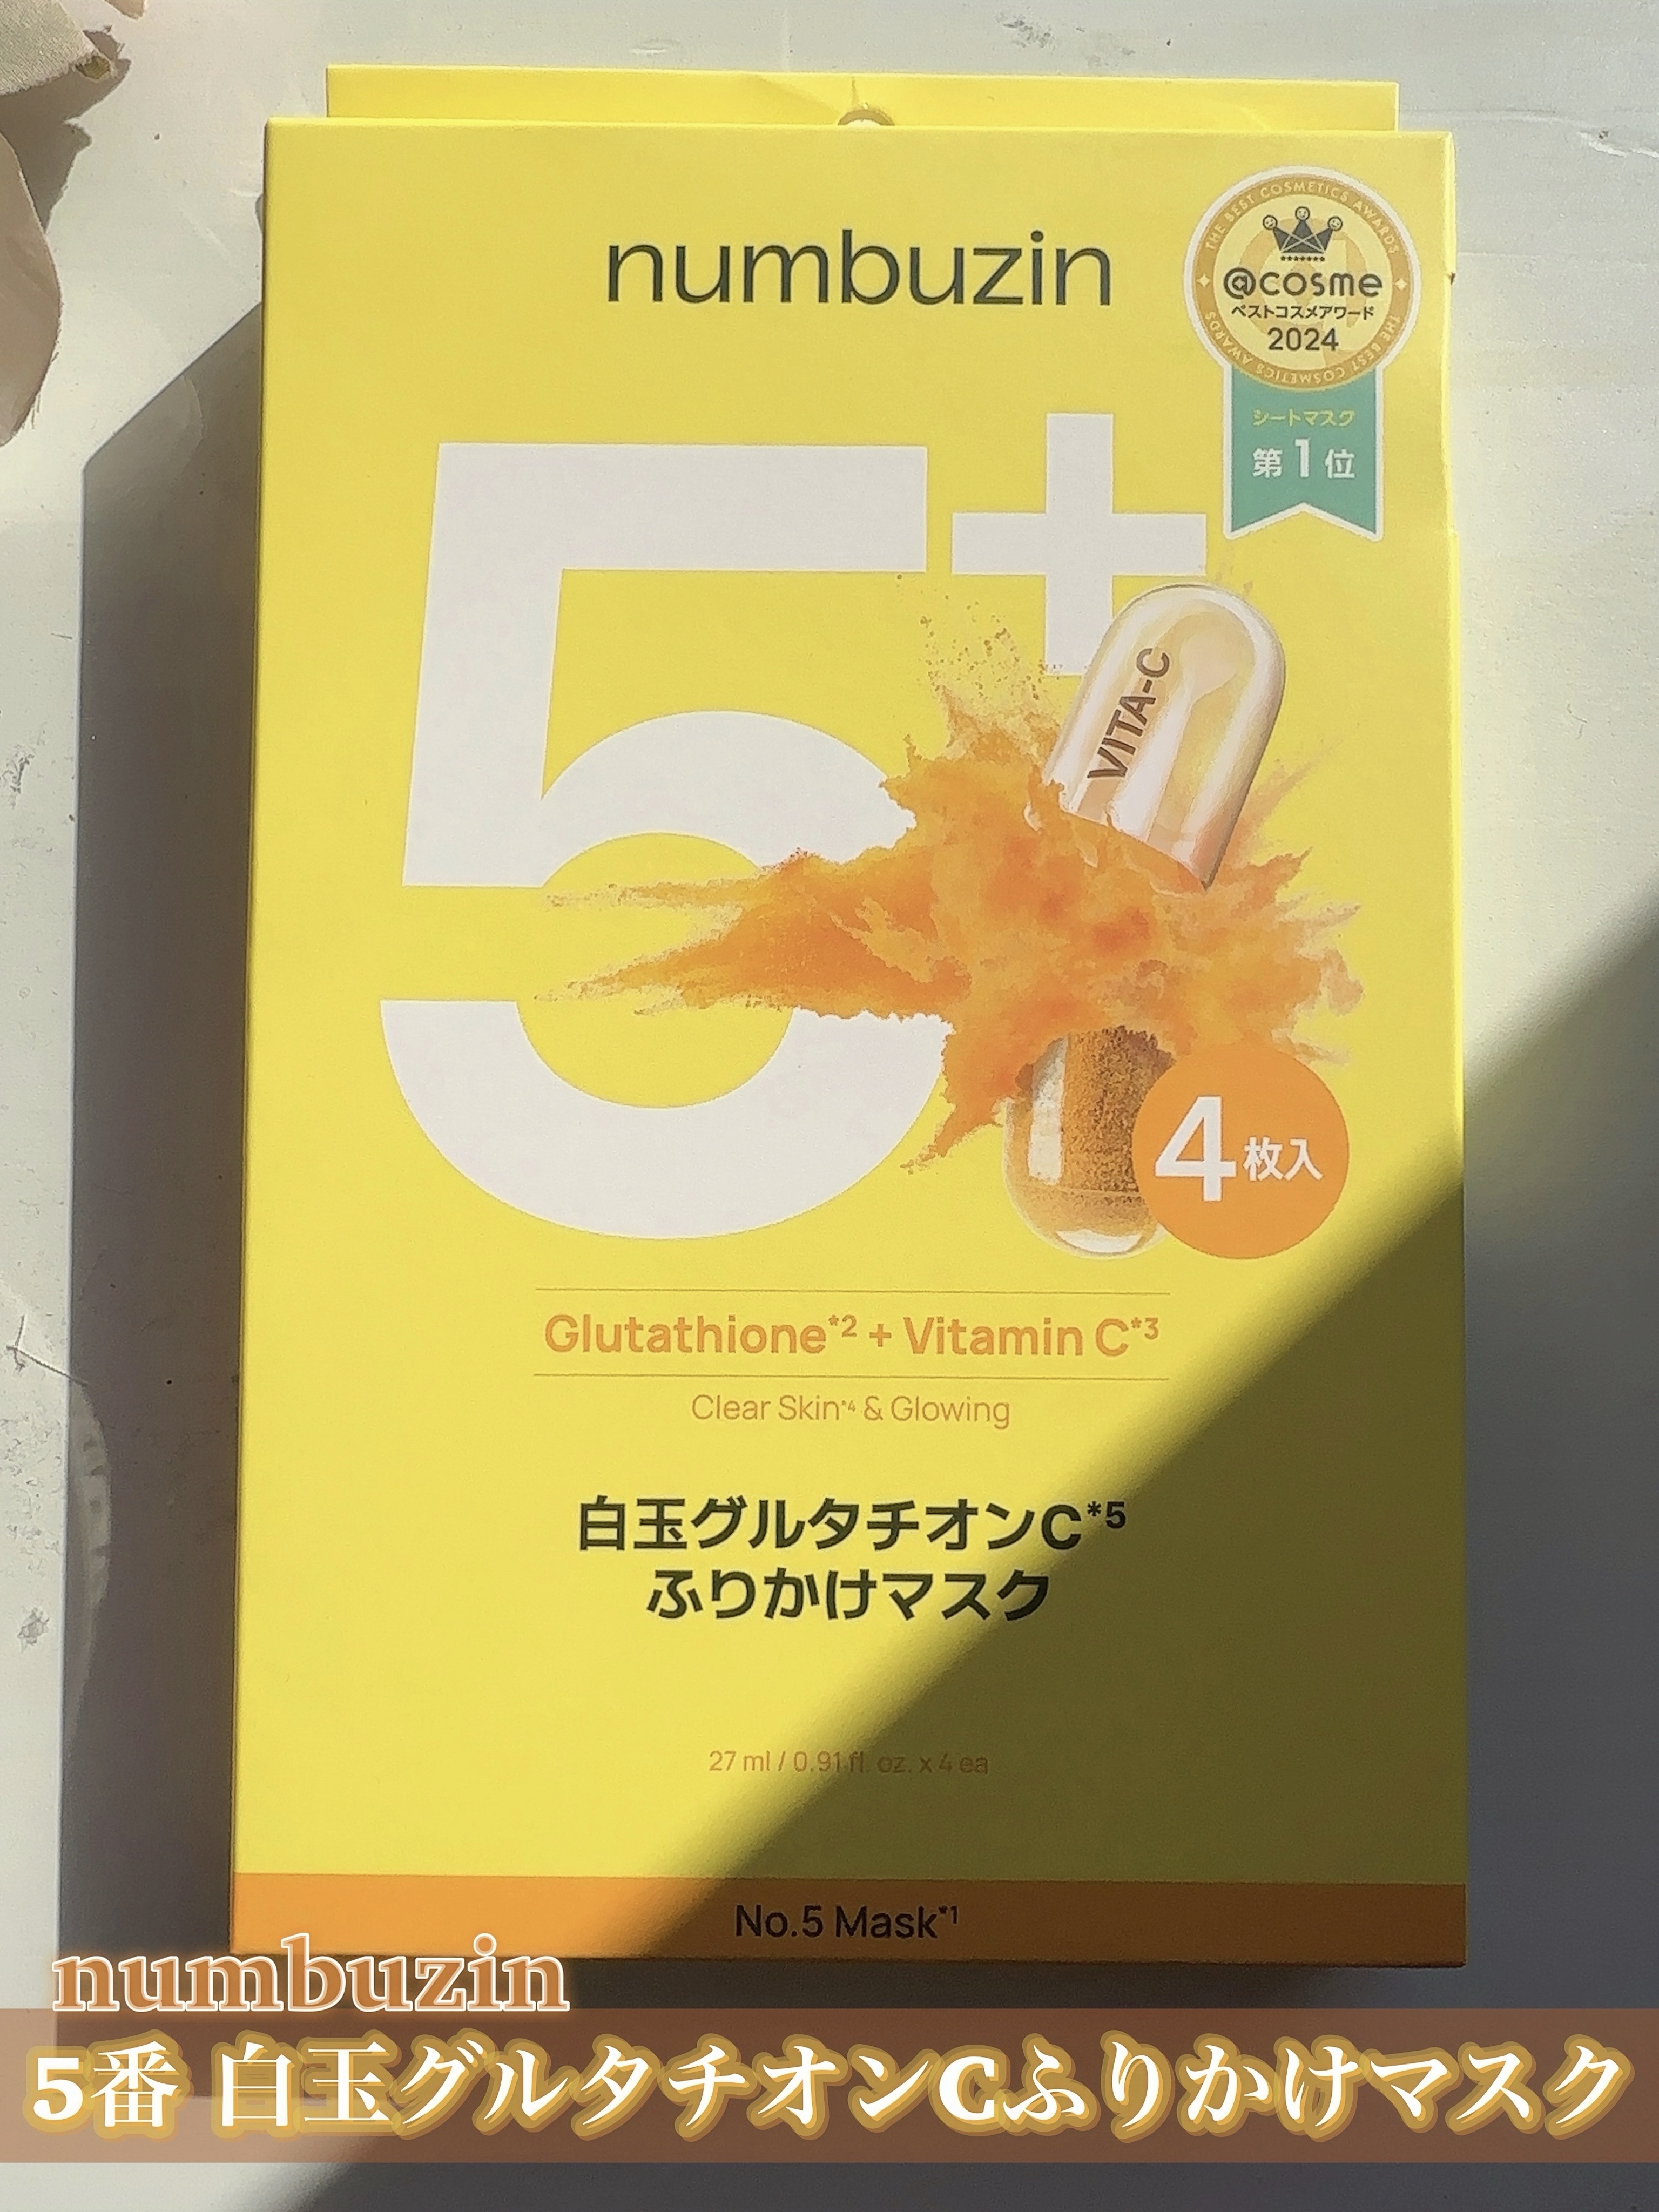 numbuzin
THE BEST COSMETICS AWARDS
@cosme
ベストコスメアワード
2024
THE BEST COSMETICS AWARDS
シートマスク
第1位
5+
VITA-C
4枚入
Glutathione*2 + Vitamin C*3
Clear Skin*4 & Glowing
白玉グルタチオンC*5
ふりかけマスク
27 ml / 0.91 fl. oz. x 4 ea
No.5 Mask*1
numbuzin
5番 白玉グルタチオンCふりかけマスク